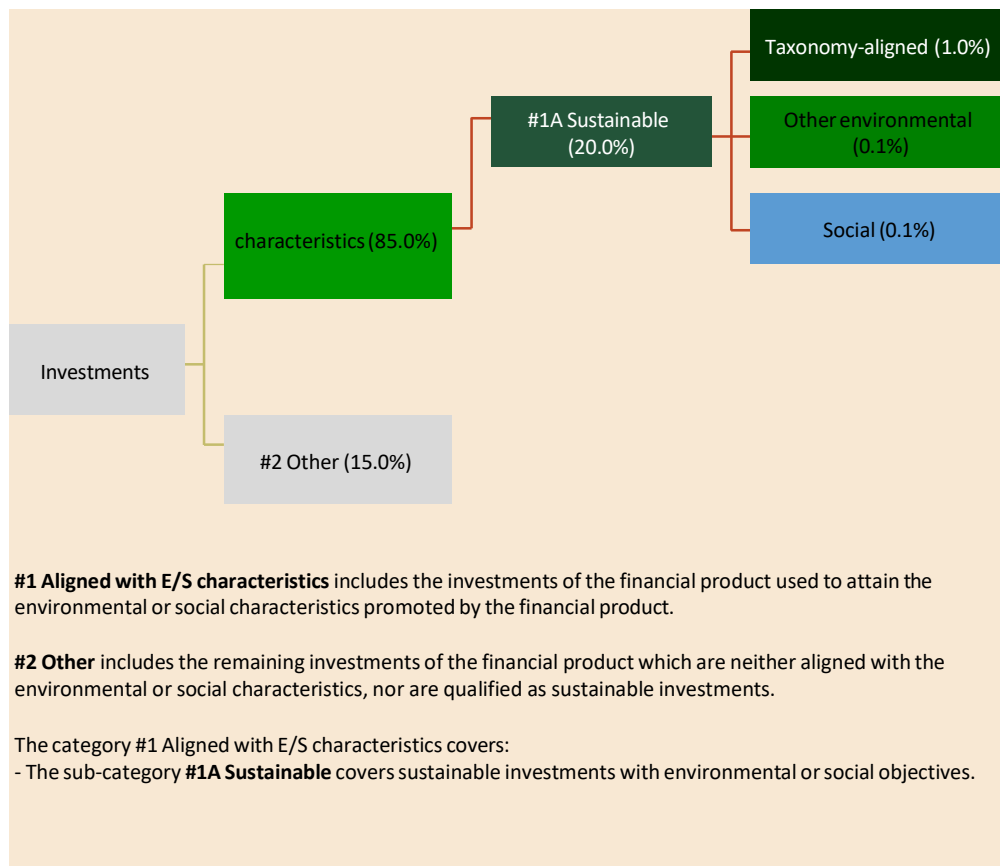 Taxonomy-aligned (1.0%)
#1A Sustainable
(20.0%)
Other environmental
(0.1%)
characteristics (85.0%)
Social (0.1%)
Investments
#2 Other (15.0%)
#1 Aligned with E/S characteristics includes the investments of the financial product used to attain the
environmental or social characteristics promoted by the financial product.
#2 Other includes the remaining investments of the financial product which are neither aligned with the
environmental or social characteristics, nor are qualified as sustainable investments.
The category #1 Aligned with E/S characteristics covers:
- The sub-category #1A Sustainable covers sustainable investments with environmental or social objectives.